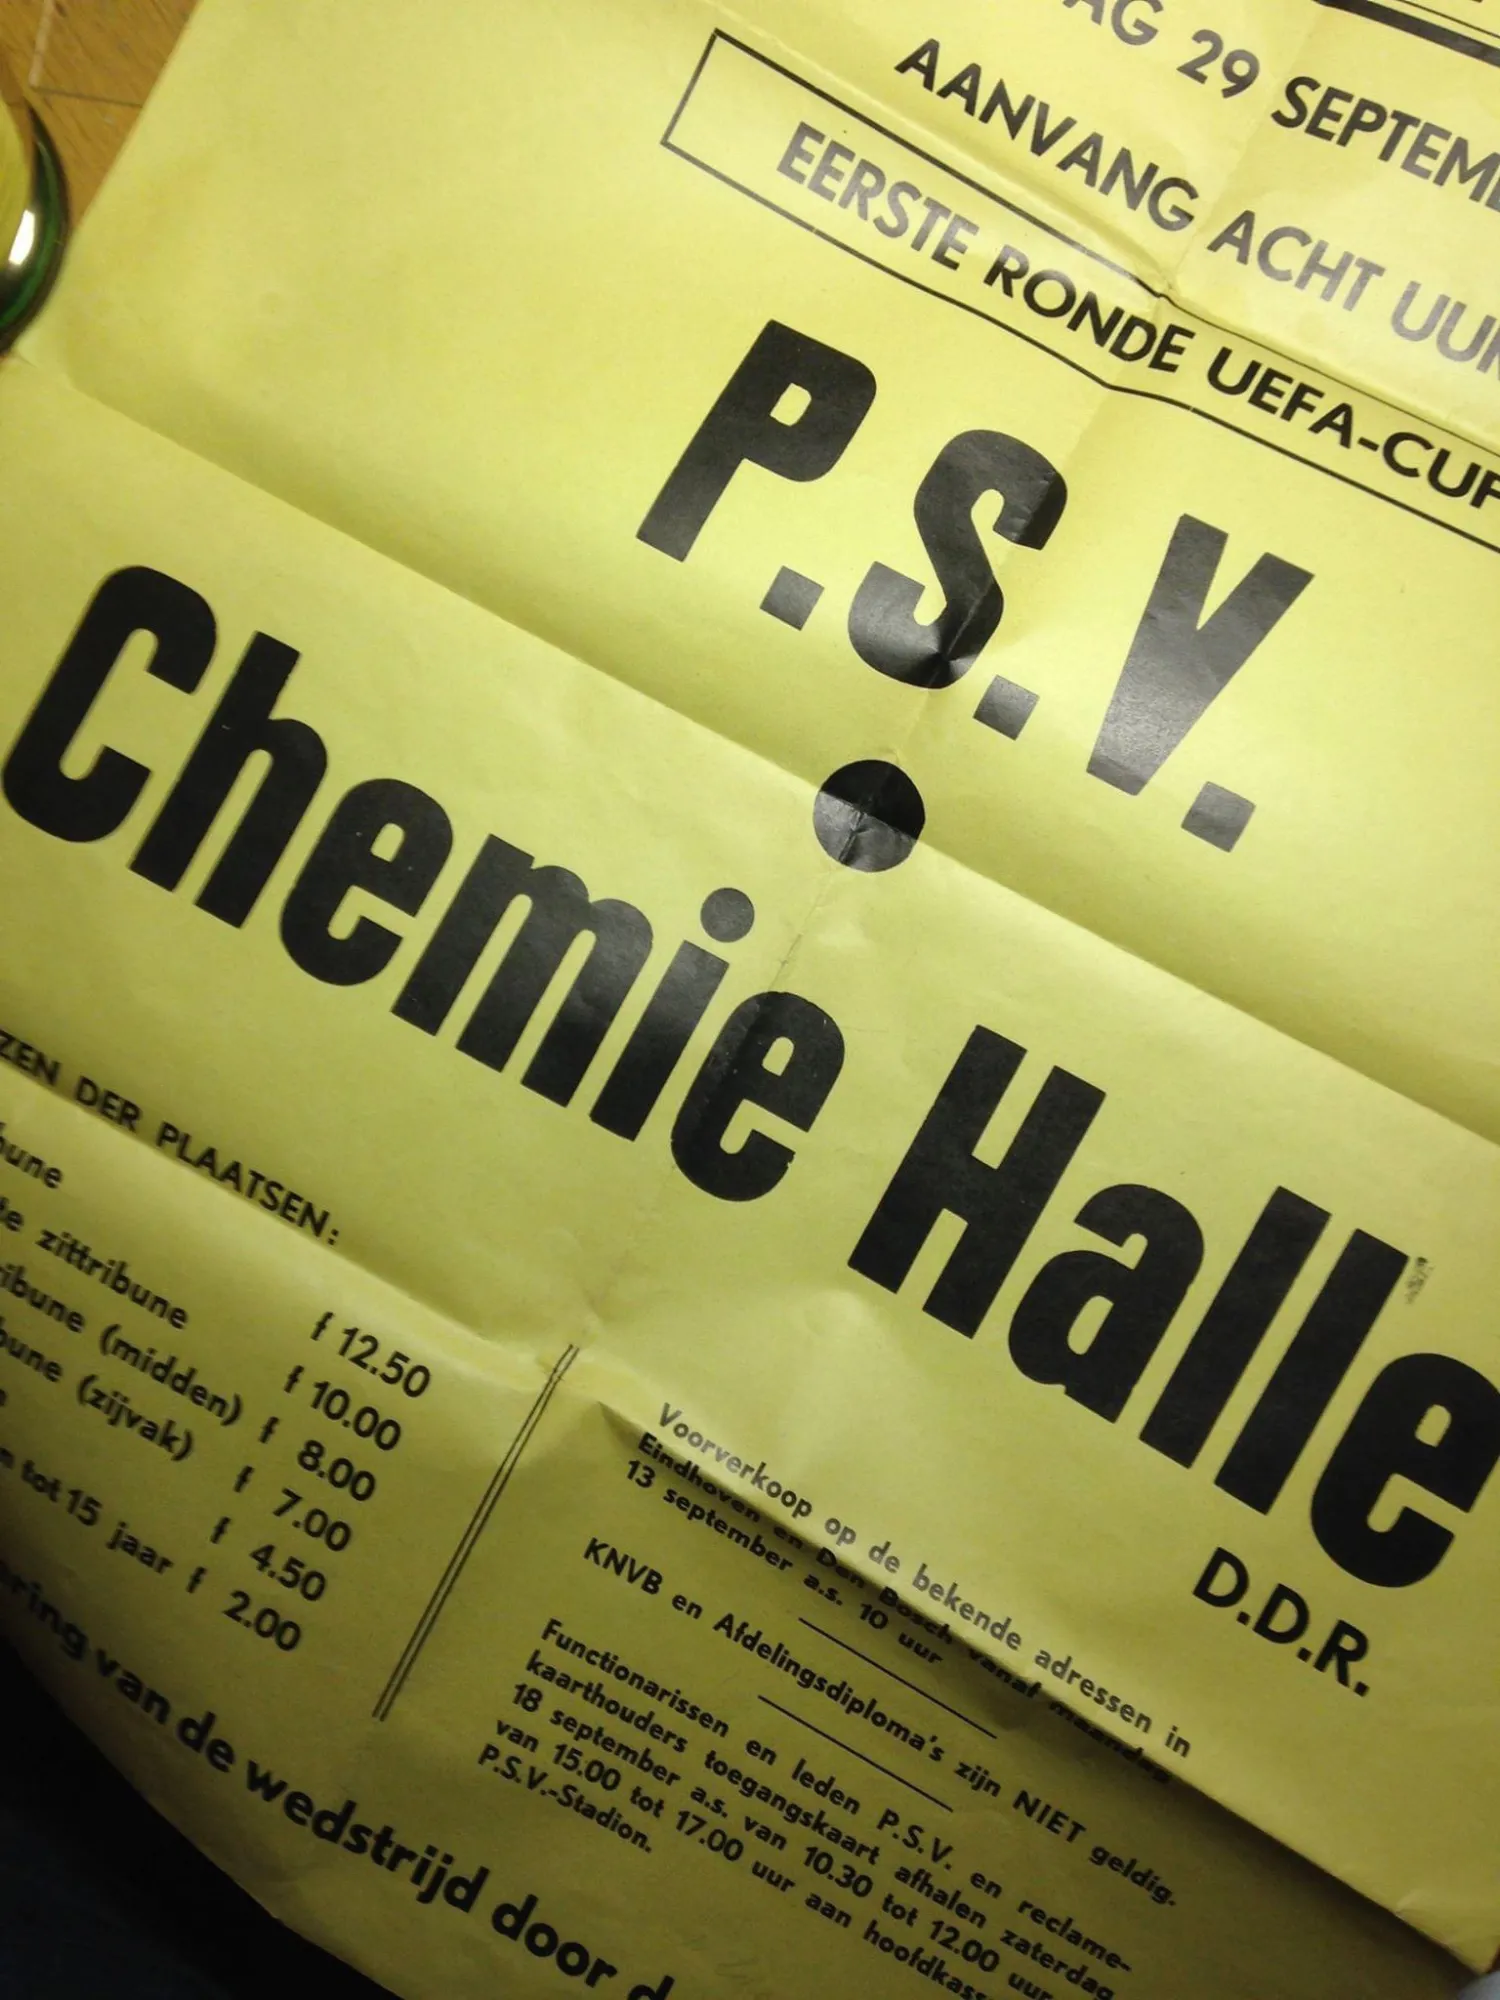 AG 29 SEPTEM
AANVANG ACHT UUR
EERSTE RONDE UEFA-CUP
P.S.V.
Chemie Halle
D.D.R.
ZEN DER PLAATSEN:
bune f 12.50
te zittribune f 10.00
ribune (midden) f 8.00
bune (zijvak) f 7.00
n f 4.50
n tot 15 jaar f 2.00
Voorverkoop op de bekende adressen in
Eindhoven en Den Bosch vanaf maandag
13 september a.s. 10 uur
KNVB en Afdelingsdiploma's zijn NIET geldig.
Functionarissen en leden P.S.V. en reclame-
kaarthouders toegangskaart afhalen zaterdag
18 september a.s. van 10.30 tot 12.00 uur
van 15.00 tot 17.00 uur aan hoofdkass
P.S.V.-Stadion.
ring van de wedstrijd door d